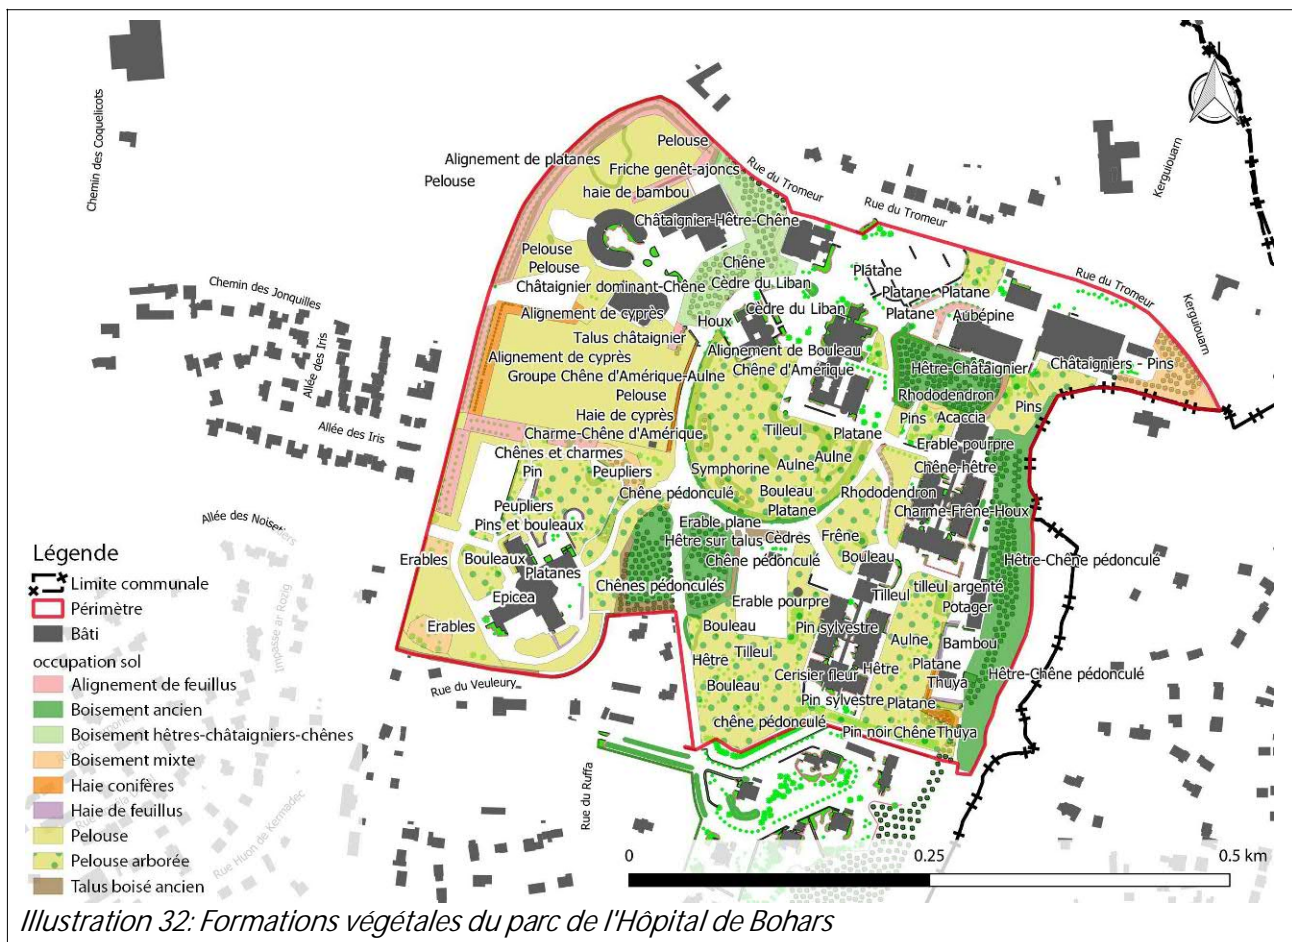 Chemin des Coquelicots
Kerguiouarn
Pelouse
Alignement de platanes
Rue du Tromeur
Friche genêt-ajoncs
Pelouse
haie de bambou
Rue du Tromeur
Châtaignier-Hêtre-Chêne
Pelouse
Chêne
Pelouse
Platane
Rue du Tromeur
Chemin des Jonquilles
Châtaignier dominant-Chêne
Cèdre du Liban
Platane
Platane
Kerguiouarn
Alignement de cyprès
Houx
Cèdre du Liban
Platane
Aubépine
Talus châtaignier
Allée des Iris
Alignement de cyprès
Alignement de Bouleau
Châtaigniers - Pins
Groupe Chêne d'Amérique-Aulne
Chêne d'Amérique
Hêtre-Châtaignier
Pelouse
Rhododendron
Haie de cyprès
Pins
Acaccia
Pins
Allée des Iris
Charme-Chêne d'Amérique
Tilleul
Platane
Erable pourpre
Chênes et charmes
Aulne
Pin
Peupliers
Symphorine
Aulne
Chêne-hêtre
Chêne pédonculé
Bouleau
Rhododendron
Peupliers
Platane
Charme-Frêne-Houx
Allée des Noisetiers
Pins et bouleaux
Erable plane
Hêtre sur talus
Cèdres
Frêne
Erables
Bouleaux
Chêne pédonculé
Bouleau
Hêtre-Chêne pédonculé
Platanes
Chênes pédonculés
Tilleul
tilleul argenté
Epicea
Erable pourpre
Potager
Impasse ar Rozig
Erables
Bouleau
Pin sylvestre
Aulne
Bambou
Hêtre
Tilleul
Hêtre
Platane
Hêtre-Chêne pédonculé
Rue du Veuleury
Bouleau
Cerisier fleur
Thuya
Pin sylvestre
Platane
chêne pédonculé
Pin noir
Chêne
Thuya
Rue du Ruffa
Rue Huon de Kermadec
Légende
Limite communale
Périmètre
Bâti
occupation sol
Alignement de feuillus
Boisement ancien
Boisement hêtres-châtaigniers-chênes
Boisement mixte
Haie conifères
Haie de feuillus
Pelouse
Pelouse arborée
Talus boisé ancien
0 0.25 0.5 km
Illustration 32: Formations végétales du parc de l'Hôpital de Bohars